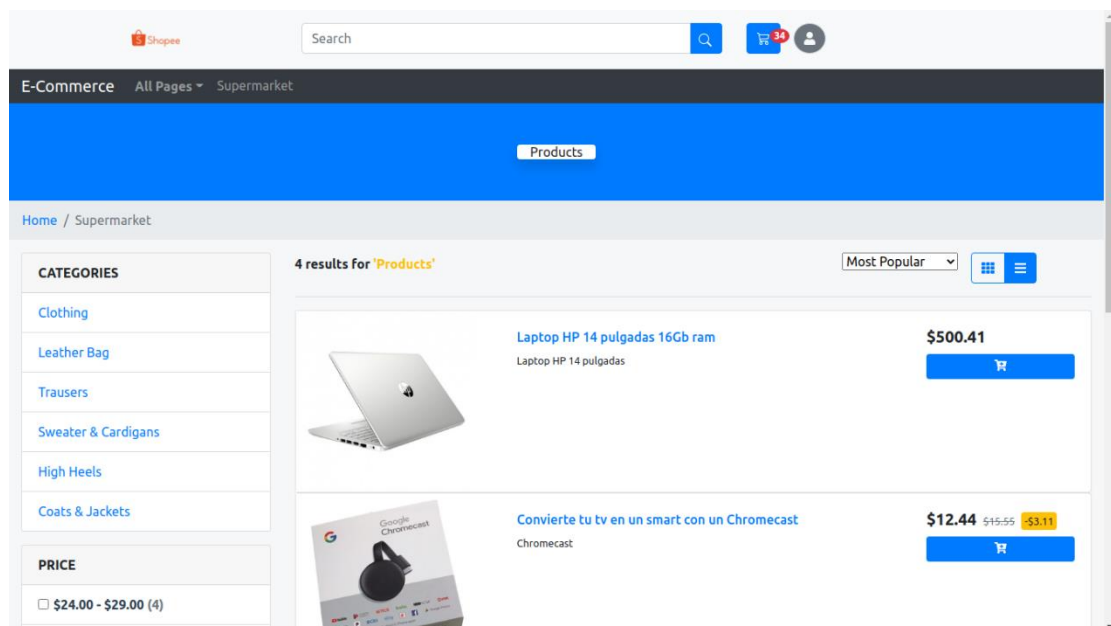 Shopee
Search
34
E-Commerce All Pages Supermarket
Products
Home / Supermarket
CATEGORIES
Clothing
Leather Bag
Trausers
Sweater & Cardigans
High Heels
Coats & Jackets
PRICE
$24.00 - $29.00 (4)
4 results for 'Products'
Most Popular
Laptop HP 14 pulgadas 16Gb ram
Laptop HP 14 pulgadas
$500.41
Google
Chromecast
Convierte tu tv en un smart con un Chromecast
Chromecast
$12.44 $15.55 -$3.11